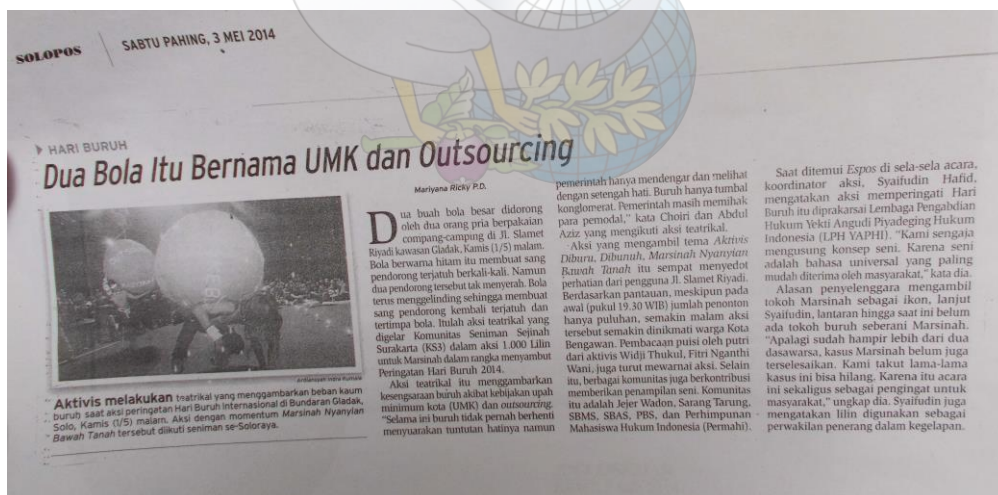 SOLOPOS
SABTU PAHING, 3 MEI 2014
HARI BURUH
Dua Bola Itu Bernama UMK dan Outsourcing
Mariyana Ricky P.D.
Dua buah bola besar didorong
oleh dua orang pria berpakaian
compang-camping di Jl. Slamet
Riyadi kawasan Gladak, Kamis (1/5) malam.
Bola berwarna hitam itu membuat sang
pendorong terjatuh berkali-kali. Namun
dua pendorong tersebut tak menyerah. Bola
terus menggelinding sehingga membuat
sang pendorong kembali terjatuh dan
tertimpa bola. Itulah aksi teatrikal yang
digelar Komunitas Seniman Sejinah
Surakarta (KS3) dalam aksi 1.000 Lilin
untuk Marsinah dalam rangka menyambut
Peringatan Hari Buruh 2014.
Aksi teatrikal itu menggambarkan
kesengsaraan buruh akibat kebijakan upah
minimum kota (UMK) dan outsourcing.
"Selama ini buruh tidak pernah berhenti
menyuarakan tuntutan hatinya namun
pemerintah hanya mendengar dan melihat
dengan setengah hati. Buruh hanya tumbal
konglomerat. Pemerintah masih memihak
para pemodal," kata Choiri dan Abdul
Aziz yang mengikuti aksi teatrikal.
Aksi yang mengambil tema Aktivis
Diburu, Dibunuh, Marsinah Nyanyian
Bawah Tanah itu sempat menyedot
perhatian dari pengguna Jl. Slamet Riyadi.
Berdasarkan pantauan, meskipun pada
awal (pukul 19.30 WIB) jumlah penonton
hanya puluhan, semakin malam aksi
tersebut semakin dinikmati warga Kota
Bengawan. Pembacaan puisi oleh putri
dari aktivis Widji Thukul, Fitri Nganthi
Wani, juga turut mewarnai aksi. Selain
itu, berbagai komunitas juga berkontribusi
memberikan penampilan seni. Komunitas
itu adalah Jejer Wadon, Sarang Tarung,
SBMS, SBAS, PBS, dan Perhimpunan
Mahasiswa Hukum Indonesia (Permahi).
Saat ditemui Espos di sela-sela acara,
koordinator aksi, Syaifudin Hafid,
mengatakan aksi memperingati Hari
Buruh itu diprakarsai Lembaga Pengabdian
Hukum Yekti Angudi Piyadeging Hukum
Indonesia (LPH YAPHI). "Kami sengaja
mengusung konsep seni. Karena seni
adalah bahasa universal yang paling
mudah diterima oleh masyarakat," kata dia.
Alasan penyelenggara mengambil
tokoh Marsinah sebagai ikon, lanjut
Syaifudin, lantaran hingga saat ini belum
ada tokoh buruh seberani Marsinah.
"Apalagi sudah hampir lebih dari dua
dasawarsa, kasus Marsinah belum juga
terselesaikan. Kami takut lama-lama
kasus ini bisa hilang. Karena itu acara
ini sekaligus sebagai pengingat untuk
masyarakat," ungkap dia. Syaifudin juga
mengatakan lilin digunakan sebagai
perwakilan penerang dalam kegelapan.
Aktivis melakukan teatrikal yang menggambarkan beban kaum
buruh saat aksi peringatan Hari Buruh Internasional di Bundaran Gladak,
Solo, Kamis (1/5) malam. Aksi dengan momentum Marsinah Nyanyian
Bawah Tanah tersebut diikuti seniman se-Soloraya.